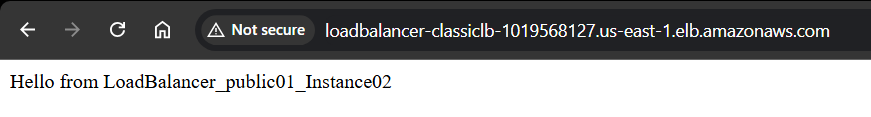 Not secure loadbalancer-classiclb-1019568127.us-east-1.elb.amazonaws.com
Hello from LoadBalancer_public01_Instance02